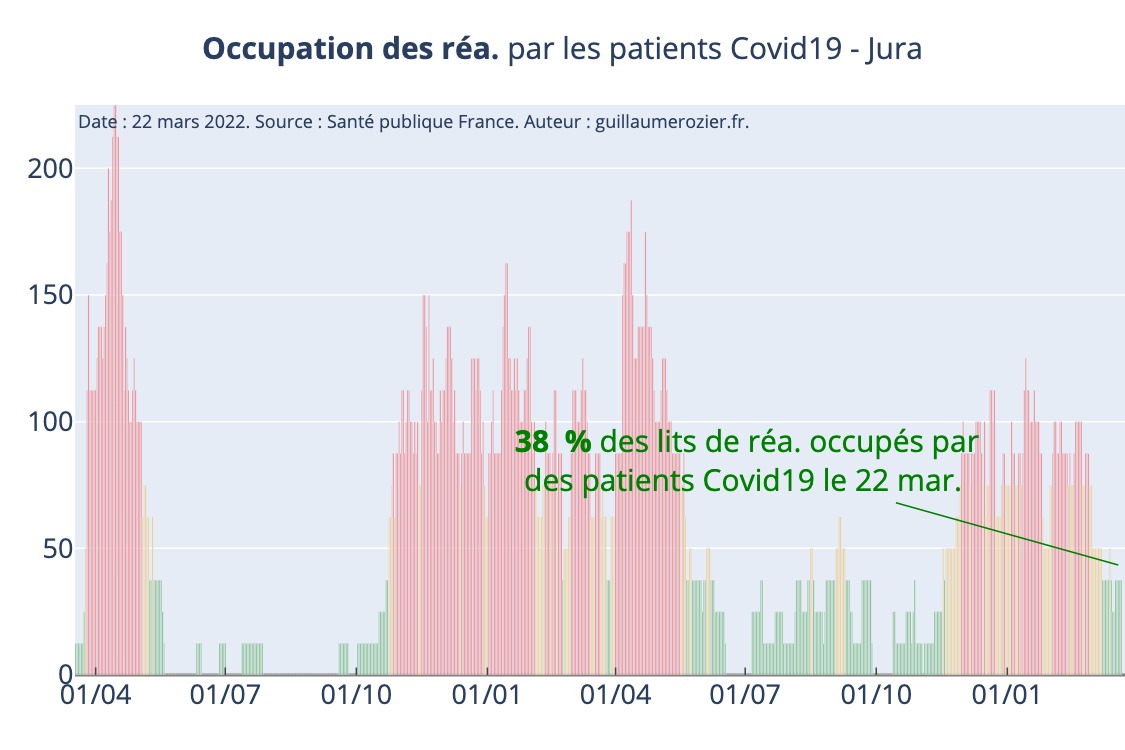 Occupation des réa. par les patients Covid19 - Jura
Date : 22 mars 2022. Source : Santé publique France. Auteur : guillaumerozier.fr.
200
150
100
38 % des lits de réa. occupés par
des patients Covid19 le 22 mar.
50
0
01/04 01/07 01/10 01/01 01/04 01/07 01/10 01/01